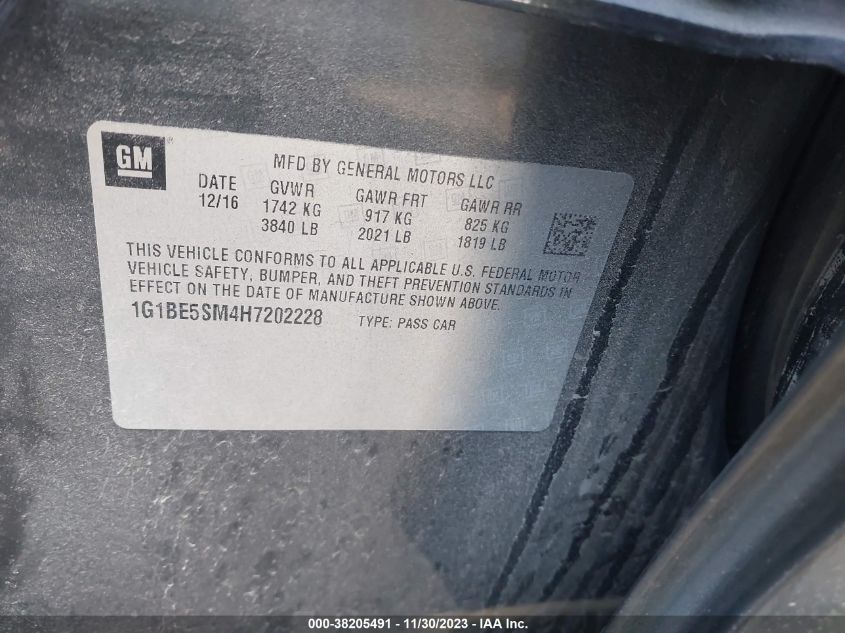 GM
MFD BY GENERAL MOTORS LLC
DATE GVWR GAWR FRT GAWR RR
12/16 1742 KG 917 KG 825 KG
3840 LB 2021 LB 1819 LB
THIS VEHICLE CONFORMS TO ALL APPLICABLE U.S. FEDERAL MOTOR
VEHICLE SAFETY, BUMPER, AND THEFT PREVENTION STANDARDS IN
EFFECT ON THE DATE OF MANUFACTURE SHOWN ABOVE.
1G1BE5SM4H7202228 TYPE: PASS CAR
000-38205491 - 11/30/2023 - IAA Inc.